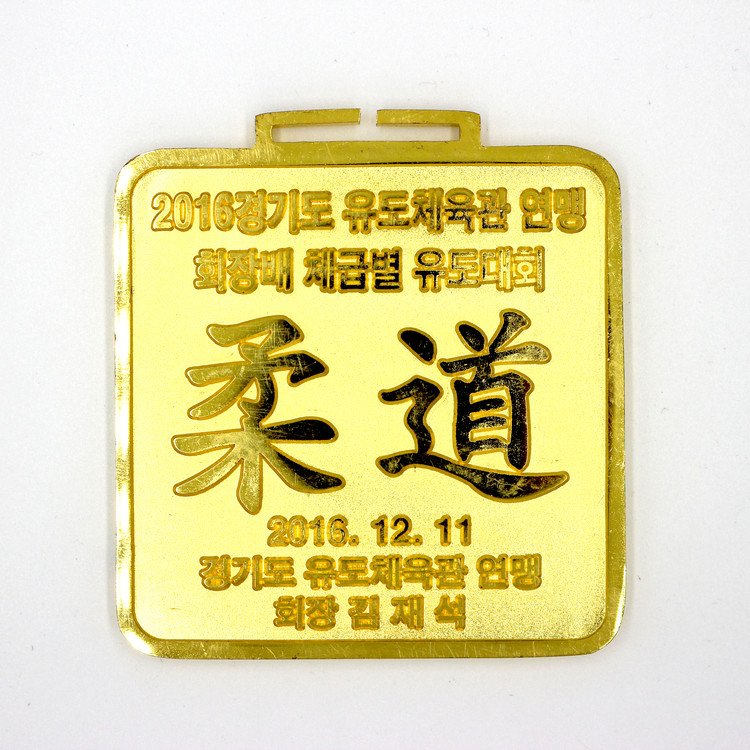 2016경기도 유도체육관 연맹
회장배 체급별 유도대회
柔道
2016. 12. 11
경기도 유도체육관 연맹
회장 김 재 석